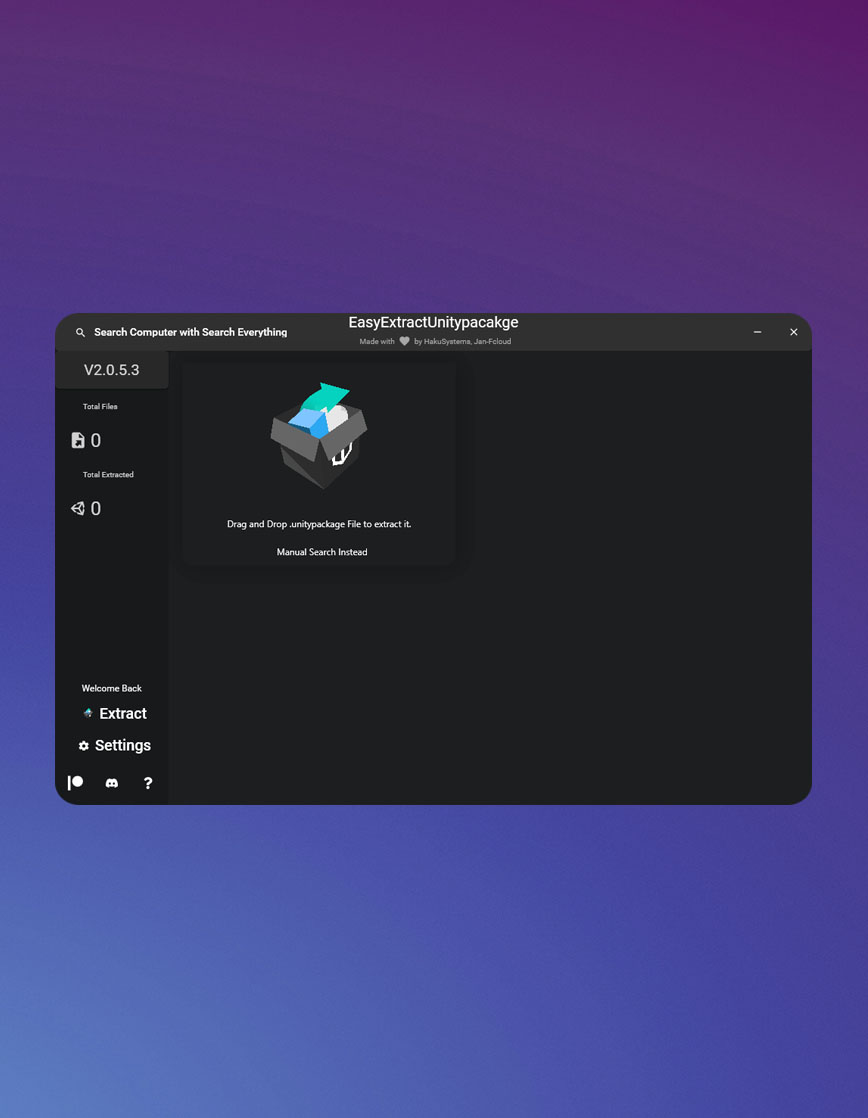 Search Computer with Search Everything
EasyExtractUnitypacakge
Made with by HakuSystems, Jan-Fcloud
V2.0.5.3
Total Files
0
Total Extracted
0
Drag and Drop .unitypackage File to extract it.
Manual Search Instead
Welcome Back
Extract
Settings
?